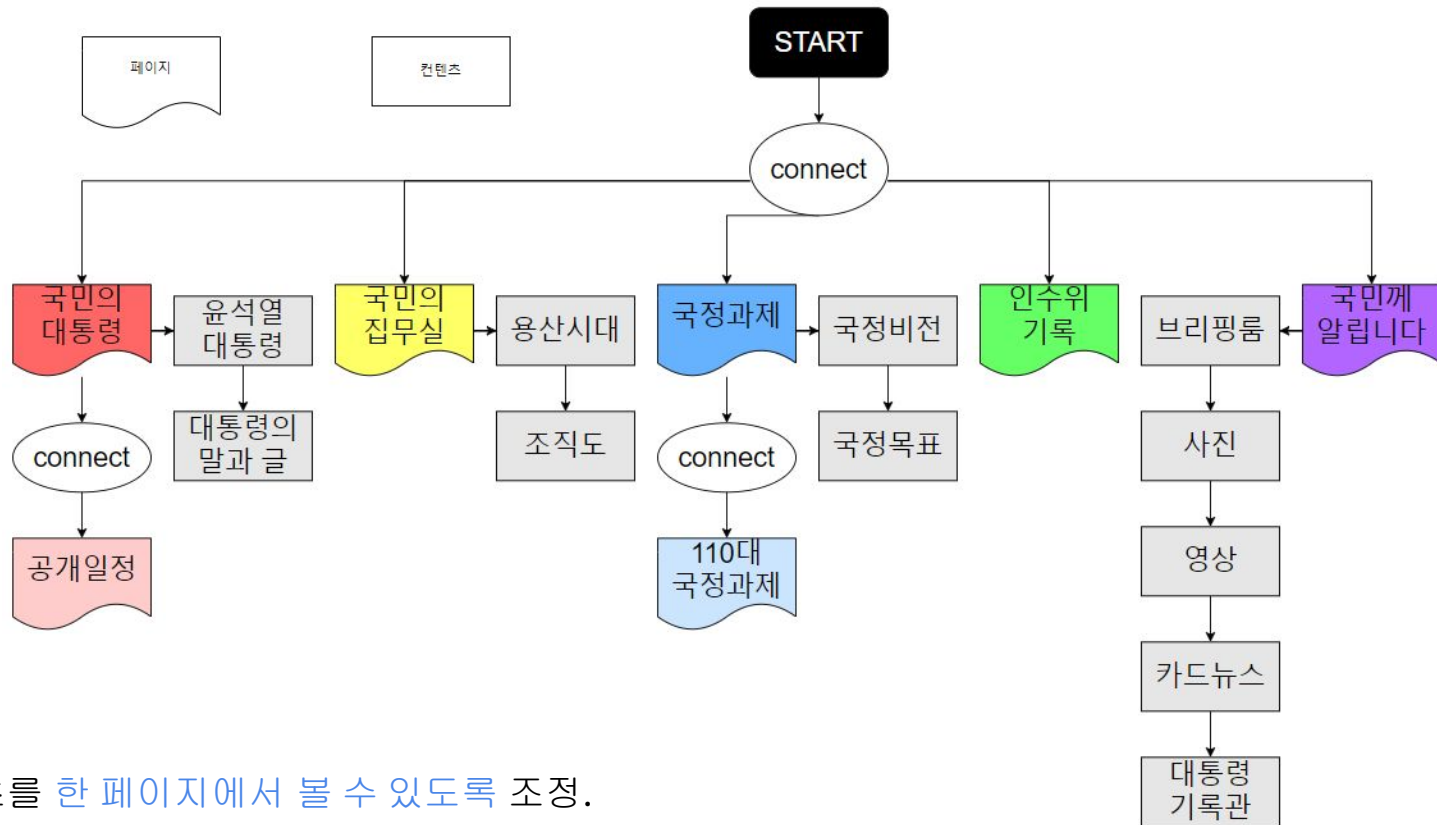 START
페이지
컨텐츠
connect
국민의
대통령
윤석열
대통령
국민의
집무실
용산시대
국정과제
국정비전
인수위
기록
브리핑룸
국민께
알립니다
connect
대통령의
말과 글
조직도
connect
국정목표
사진
공개일정
110대
국정과제
영상
카드뉴스
대통령
기록관
를 한 페이지에서 볼 수 있도록 조정.